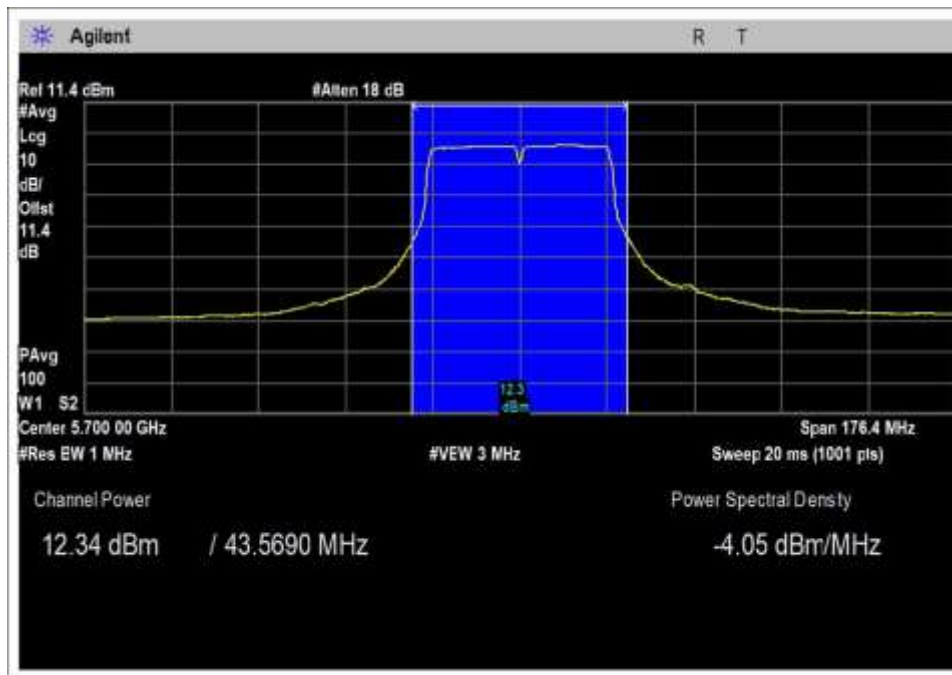 Agilent R T
Ref 11.4 dBm #Atten 18 dB
#Avg
Log
10
dB/
Offst
11.4
dB
PAvg
100
W1 S2
12.3
dBm
Center 5.700 00 GHz Span 176.4 MHz
#Res BW 1 MHz #VBW 3 MHz Sweep 20 ms (1001 pts)
Channel Power Power Spectral Density
12.34 dBm / 43.5690 MHz -4.05 dBm/MHz